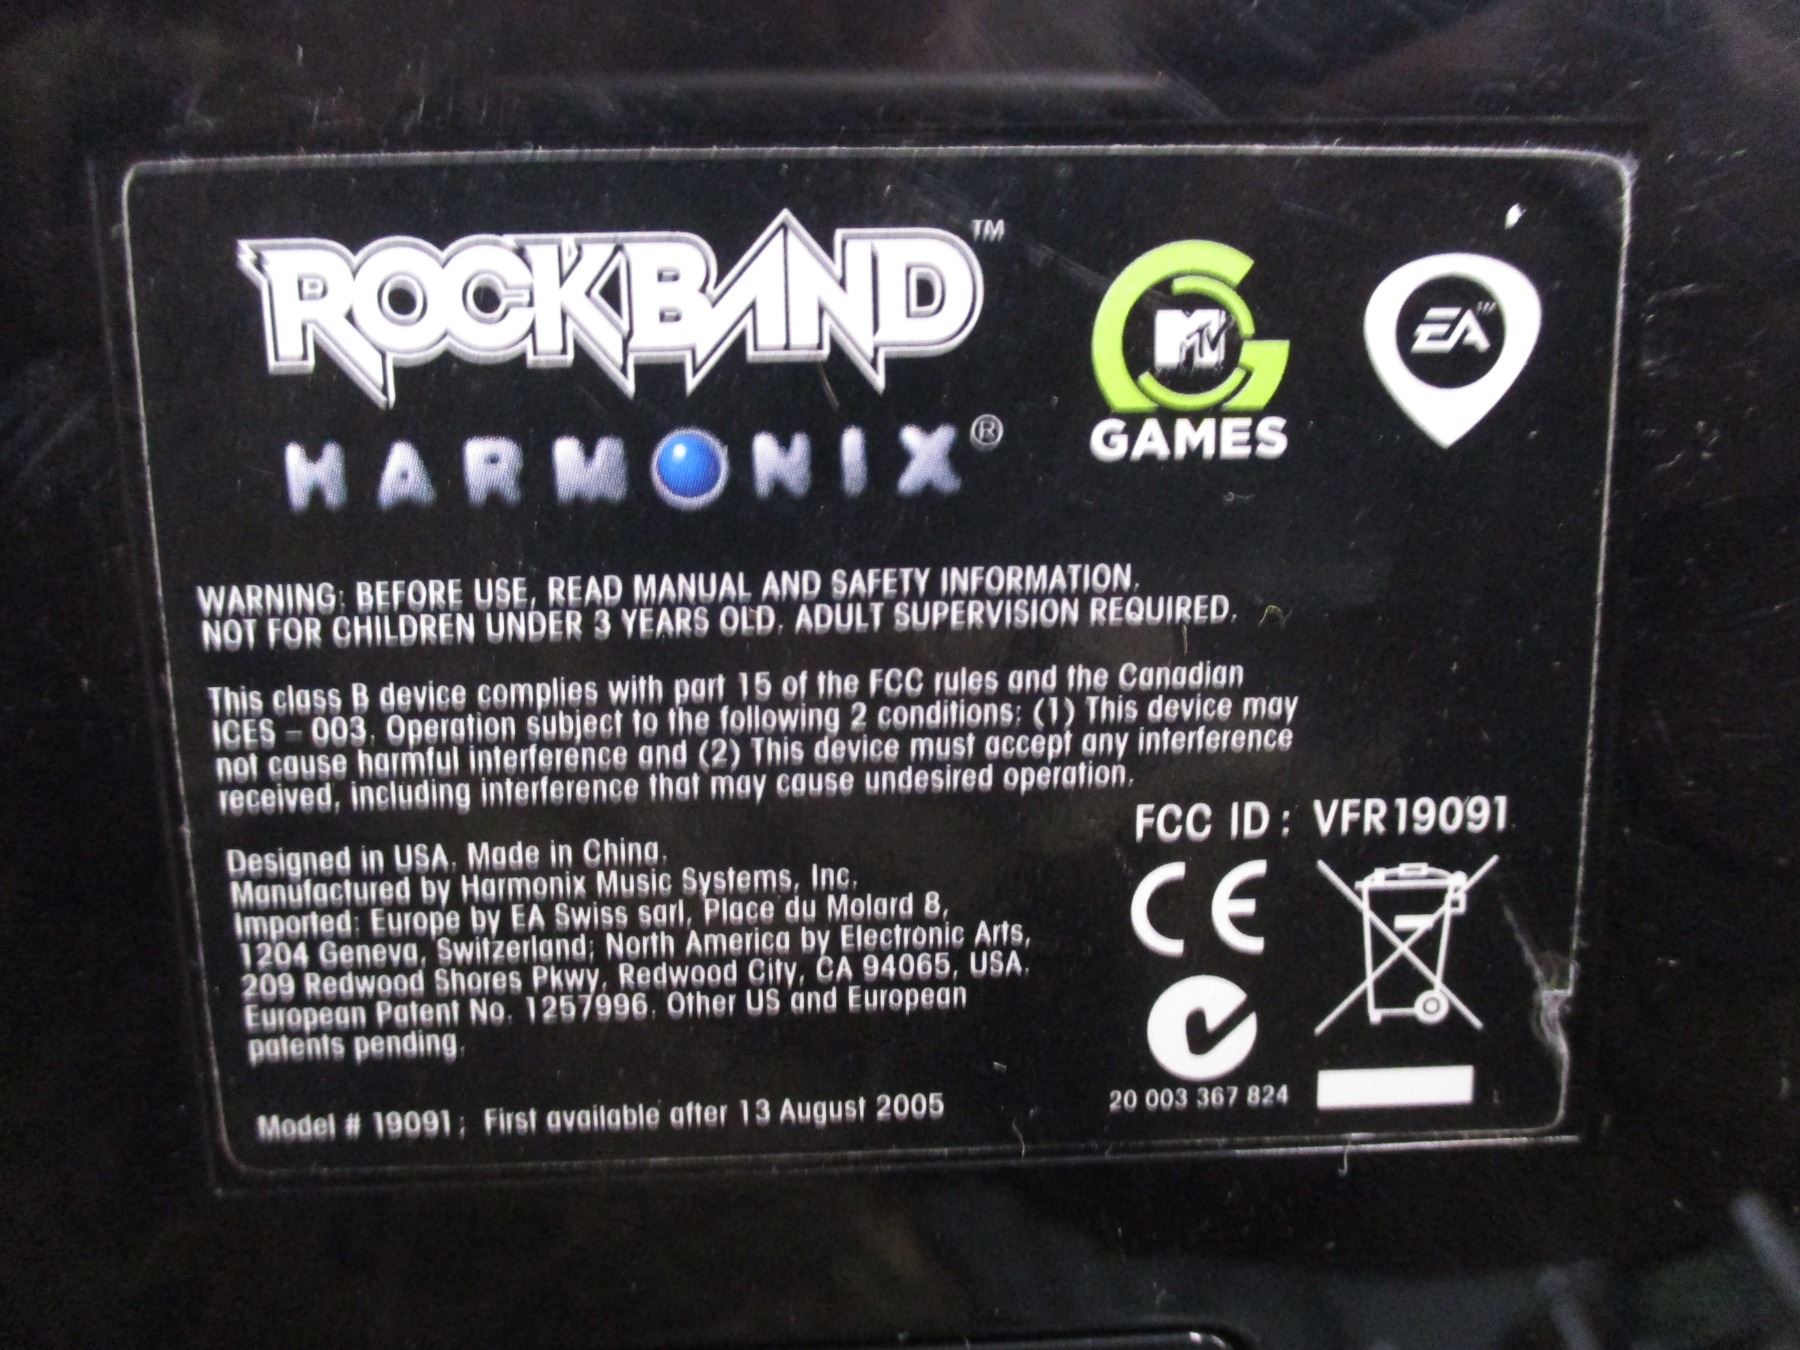 ROCKBAND™
HARMONIX®
MTV
GAMES
EA™
WARNING: BEFORE USE, READ MANUAL AND SAFETY INFORMATION.
NOT FOR CHILDREN UNDER 3 YEARS OLD. ADULT SUPERVISION REQUIRED.
This class B device complies with part 15 of the FCC rules and the Canadian
ICES – 003. Operation subject to the following 2 conditions: (1) This device may
not cause harmful interference and (2) This device must accept any interference
received, including interference that may cause undesired operation.
FCC ID: VFR19091
Designed in USA. Made in China.
Manufactured by Harmonix Music Systems, Inc.
Imported: Europe by EA Swiss sarl, Place du Molard 8,
1204 Geneva, Switzerland; North America by Electronic Arts,
209 Redwood Shores Pkwy, Redwood City, CA 94065, USA.
European Patent No. 1257996. Other US and European
patents pending.
CE
20 003 367 824
Model # 19091; First available after 13 August 2005